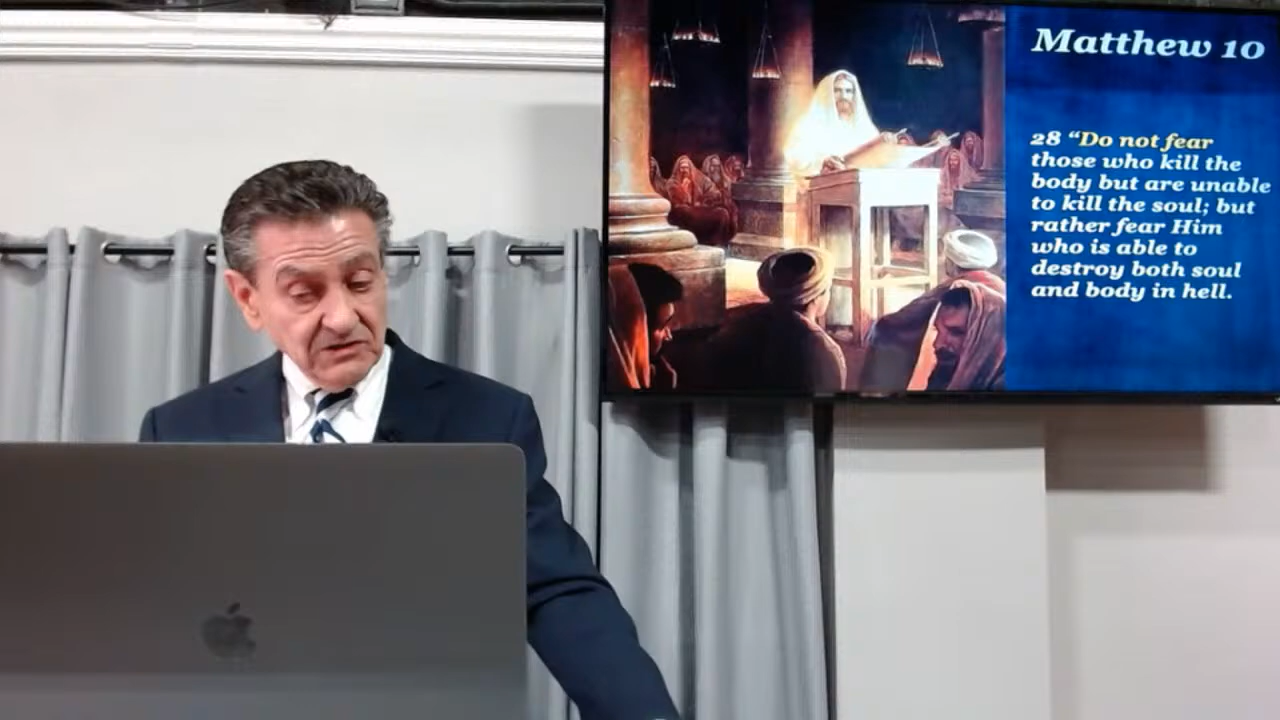 Matthew 10
28 “Do not fear
those who kill the
body but are unable
to kill the soul; but
rather fear Him
who is able to
destroy both soul
and body in hell.